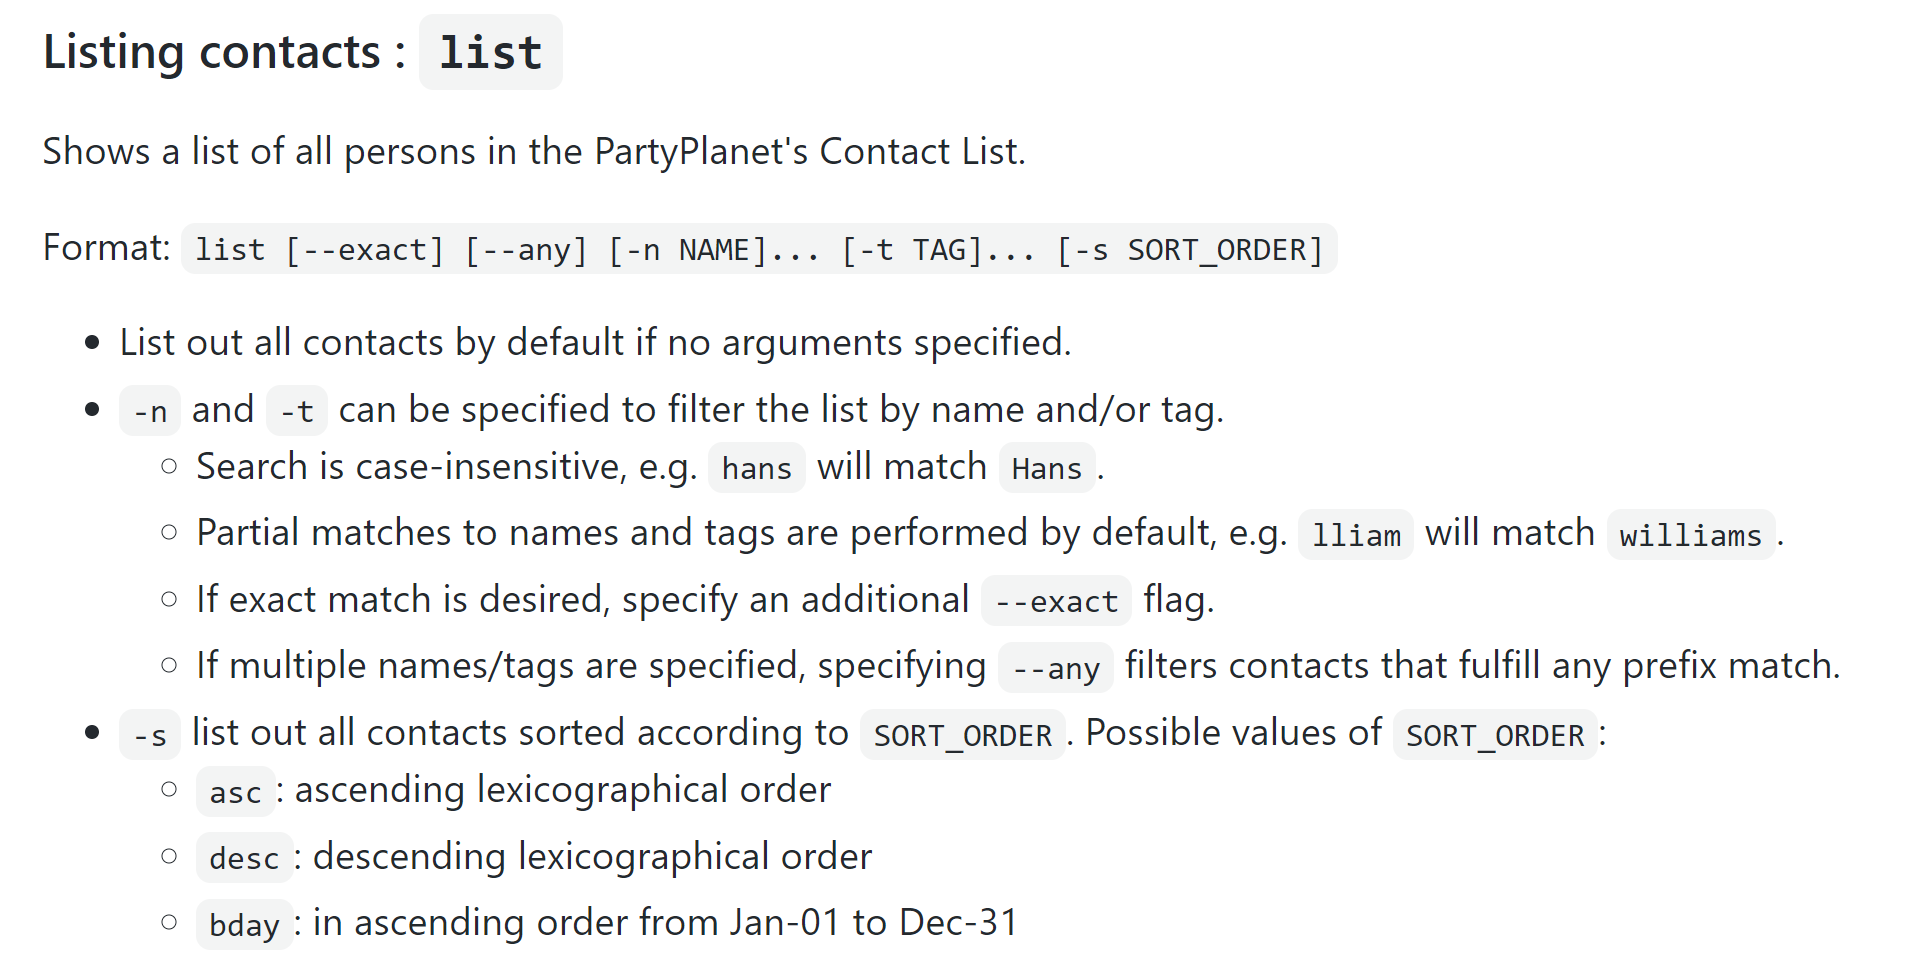 Listing contacts : list
Shows a list of all persons in the PartyPlanet's Contact List.
Format: list [--exact] [--any] [-n NAME]... [-t TAG]... [-s SORT_ORDER]
List out all contacts by default if no arguments specified.
-n and -t can be specified to filter the list by name and/or tag.
Search is case-insensitive, e.g. hans will match Hans.
Partial matches to names and tags are performed by default, e.g. lliam will match williams.
If exact match is desired, specify an additional --exact flag.
If multiple names/tags are specified, specifying --any filters contacts that fulfill any prefix match.
-s list out all contacts sorted according to SORT_ORDER. Possible values of SORT_ORDER:
asc: ascending lexicographical order
desc: descending lexicographical order
bday: in ascending order from Jan-01 to Dec-31